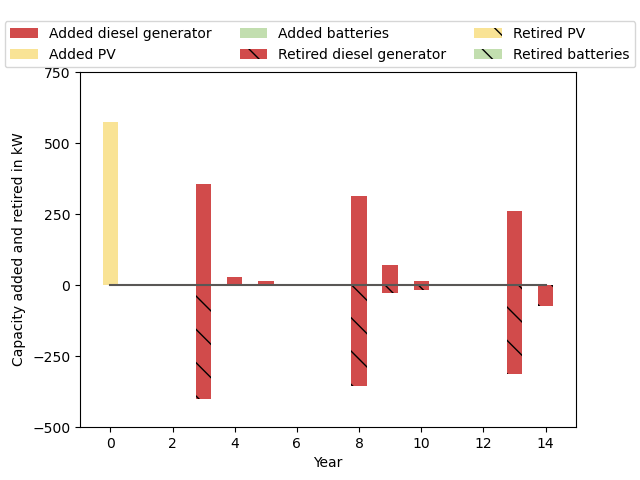 Added diesel generator Added batteries Retired PV
Added PV Retired diesel generator Retired batteries
750
500
250
0
−250
−500
Capacity added and retired in kW
0 2 4 6 8 10 12 14
Year